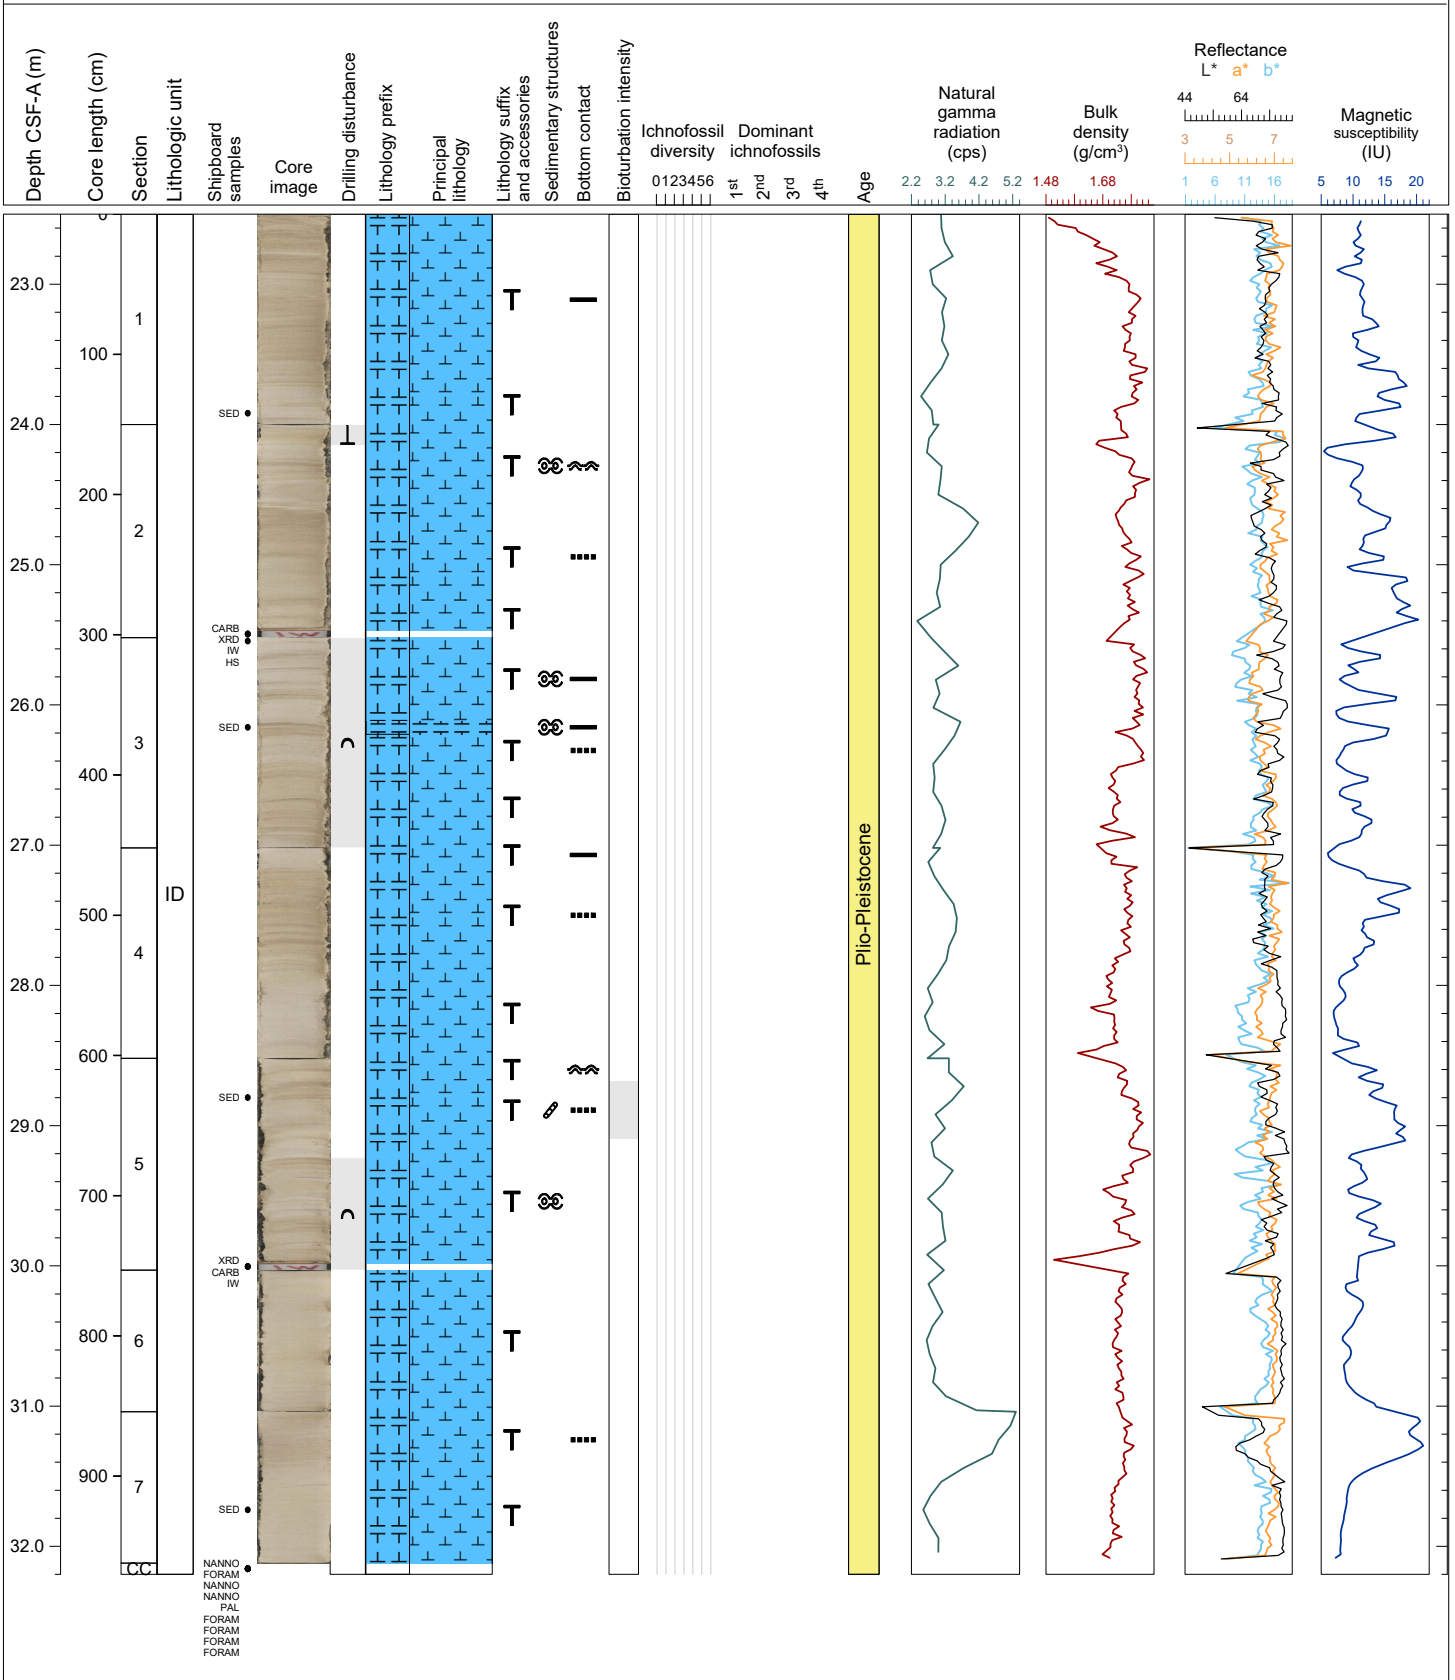 Depth CSF-A (m)
Core length (cm)
Section
Lithologic unit
Shipboard
samples
Core
image
Drilling disturbance
Lithology prefix
Principal
lithology
Lithology suffix
and accessories
Sedimentary structures
Bottom contact
Bioturbation intensity
Ichnofossil
diversity
0123456
Dominant
ichnofossils
1st
2nd
3rd
4th
Age
Natural
gamma
radiation
(cps)
2.2 3.2 4.2 5.2
Bulk
density
(g/cm³)
1.48 1.68
Reflectance
L* a* b*
44 64
3 5 7
1 6 11 16
Magnetic
susceptibility
(IU)
5 10 15 20
0
23.0
1
100
SED
24.0
200
2
25.0
CARB
300
XRD
IW
IW
HS
26.0
SED
3
400
27.0
Plio-Pleistocene
ID
500
4
28.0
600
SED
29.0
5
700
XRD
30.0
CARB
IW
IW
800
6
31.0
900
7
SED
32.0
CC
NANNO
FORAM
NANNO
NANNO
PAL
FORAM
FORAM
FORAM
FORAM